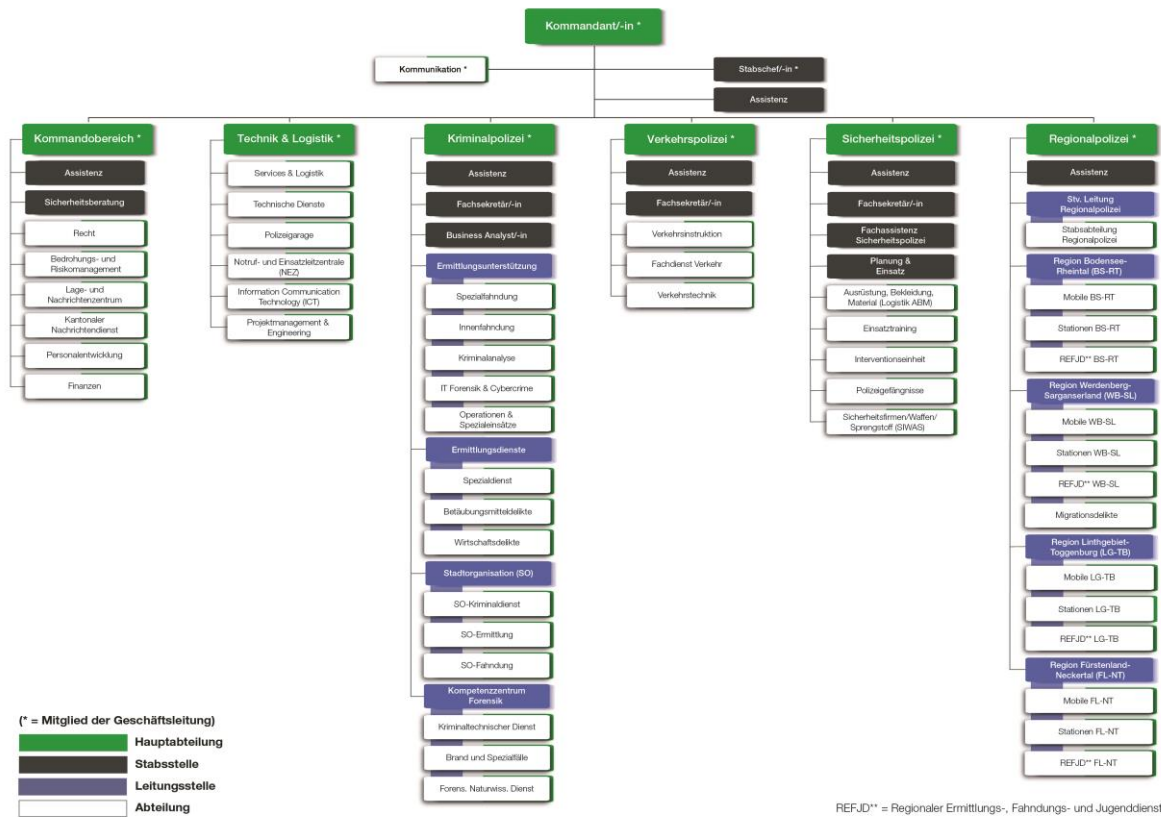 Kommandant/-in *
Kommunikation *
Stabschef/-in *
Assistenz
Kommandobereich *
Assistenz
Sicherheitsberatung
Recht
Bedrohungs- und
Risikomanagement
Lage- und
Nachrichtenzentrum
Kantonaler
Nachrichtendienst
Personalentwicklung
Finanzen
Technik & Logistik *
Services & Logistik
Technische Dienste
Polizeigarage
Notruf- und Einsatzleitzentrale
(NEZ)
Information Communication
Technology (ICT)
Projektmanagement &
Engineering
Kriminalpolizei *
Assistenz
Fachsekretär/-in
Business Analyst/-in
Ermittlungsunterstützung
Spezialfahndung
Innenfahndung
Kriminalanalyse
IT Forensik & Cybercrime
Operationen &
Spezialeinsätze
Ermittlungsdienste
Spezialdienst
Betäubungsmitteldelikte
Wirtschaftsdelikte
Stadtorganisation (SO)
SO-Kriminaldienst
SO-Ermittlung
SO-Fahndung
Kompetenzzentrum
Forensik
Kriminaltechnischer Dienst
Brand und Spezialfälle
Forens. Naturwiss. Dienst
Verkehrspolizei *
Assistenz
Fachsekretär/-in
Verkehrsinstruktion
Fachdienst Verkehr
Verkehrstechnik
Sicherheitspolizei *
Assistenz
Fachsekretär/-in
Fachassistenz
Sicherheitspolizei
Planung &
Einsatz
Ausrüstung, Bekleidung,
Material (Logistik ABM)
Einsatztraining
Interventionseinheit
Polizeigefängnisse
Sicherheitsfirmen/Waffen/
Sprengstoff (SIWAS)
Regionalpolizei *
Assistenz
Stv. Leitung
Regionalpolizei
Stabsabteilung
Regionalpolizei
Region Bodensee-
Rheintal (BS-RT)
Mobile BS-RT
Stationen BS-RT
REFJD** BS-RT
Region Werdenberg-
Sarganserland (WB-SL)
Mobile WB-SL
Stationen WB-SL
REFJD** WB-SL
Migrationsdelikte
Region Linthgebiet-
Toggenburg (LG-TB)
Mobile LG-TB
Stationen LG-TB
REFJD** LG-TB
Region Fürstenland-
Neckertal (FL-NT)
Mobile FL-NT
Stationen FL-NT
REFJD** FL-NT
(* = Mitglied der Geschäftsleitung)
Hauptabteilung
Stabsstelle
Leitungsstelle
Abteilung
REFJD** = Regionaler Ermittlungs-, Fahndungs- und Jugenddienst